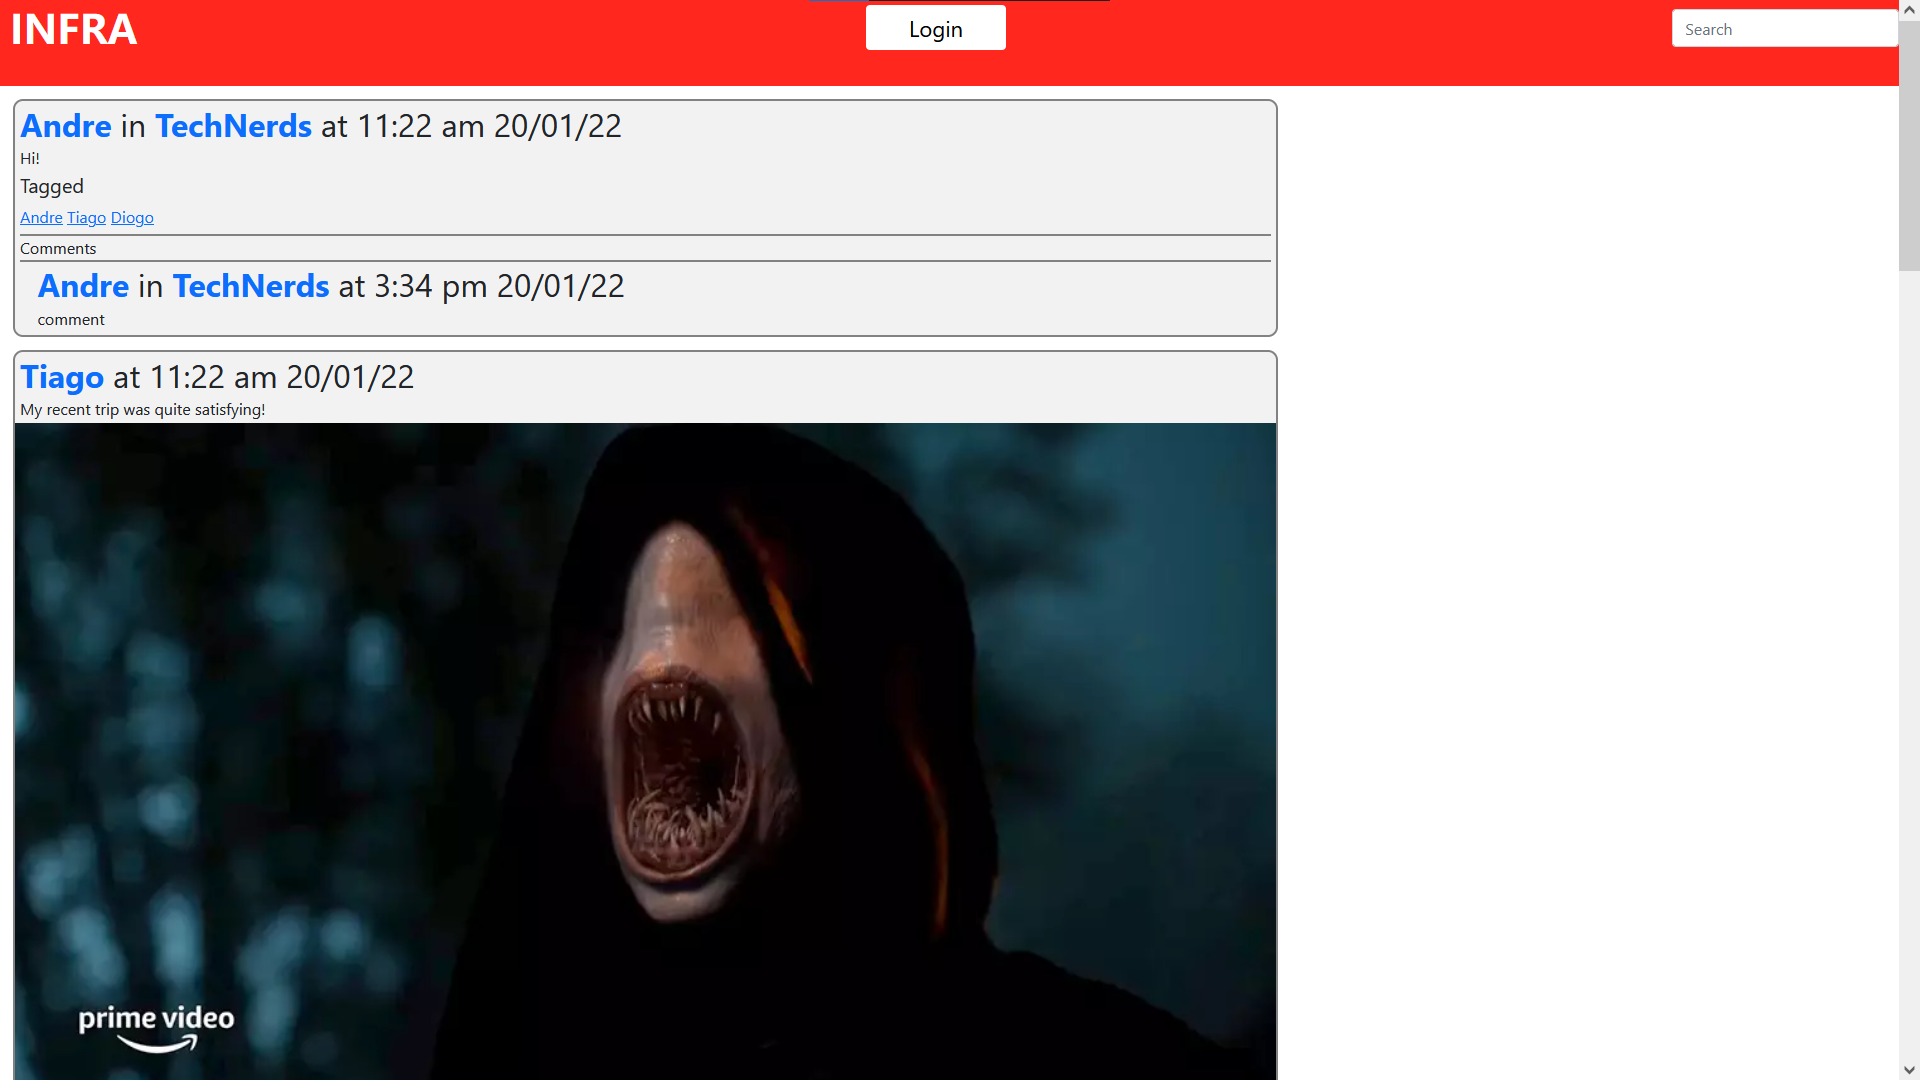 INFRA
Login
Search
Andre in TechNerds at 11:22 am 20/01/22
Hi!
Tagged
Andre Tiago Diogo
Comments
Andre in TechNerds at 3:34 pm 20/01/22
comment
Tiago at 11:22 am 20/01/22
My recent trip was quite satisfying!
prime video